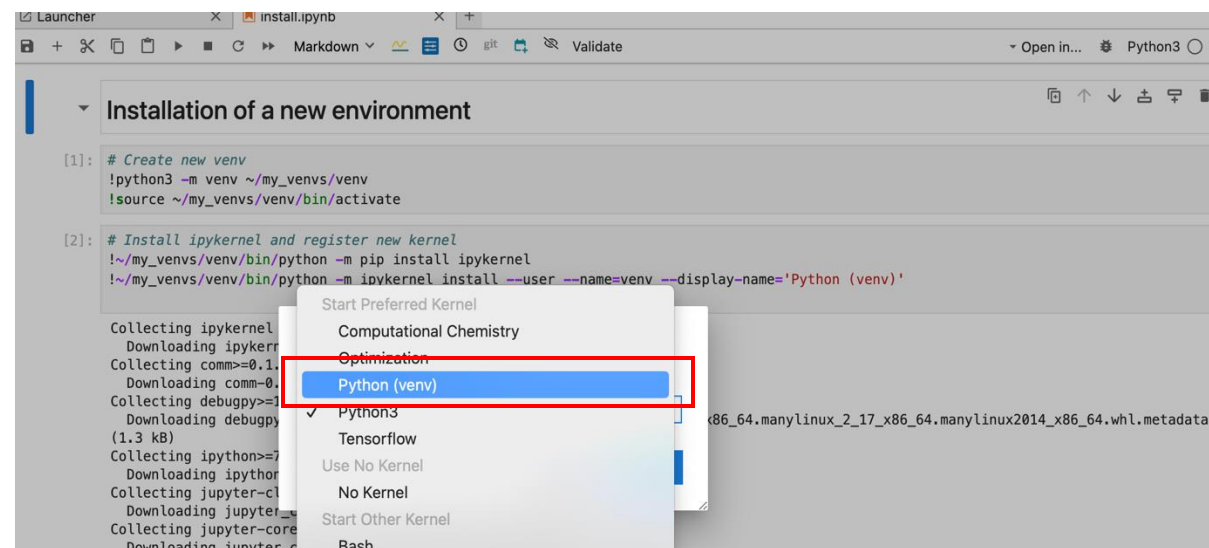 Launcher
install.ipynb
Markdown
git
Validate
Open in...
Python3
Installation of a new environment
[1]:
# Create new venv
!python3 -m venv ~/my_venvs/venv
!source ~/my_venvs/venv/bin/activate
[2]:
# Install ipykernel and register new kernel
!~/my_venvs/venv/bin/python -m pip install ipykernel
!~/my_venvs/venv/bin/python -m ipykernel install --user --name=venv --display-name='Python (venv)'
Collecting ipykernel
Downloading ipykern
Collecting comm>=0.1.
Downloading comm-0.
Collecting debugpy>=1
Downloading debugpy
x86_64.manylinux_2_17_x86_64.manylinux2014_x86_64.whl.metadata
(1.3 kB)
Collecting ipython>=7
Downloading ipython
Collecting jupyter-cl
Downloading jupyter_c
Collecting jupyter-core
Downloading jupyter_c
Start Preferred Kernel
Computational Chemistry
Optimization
Python (venv)
✓ Python3
Tensorflow
Use No Kernel
No Kernel
Start Other Kernel
Bash